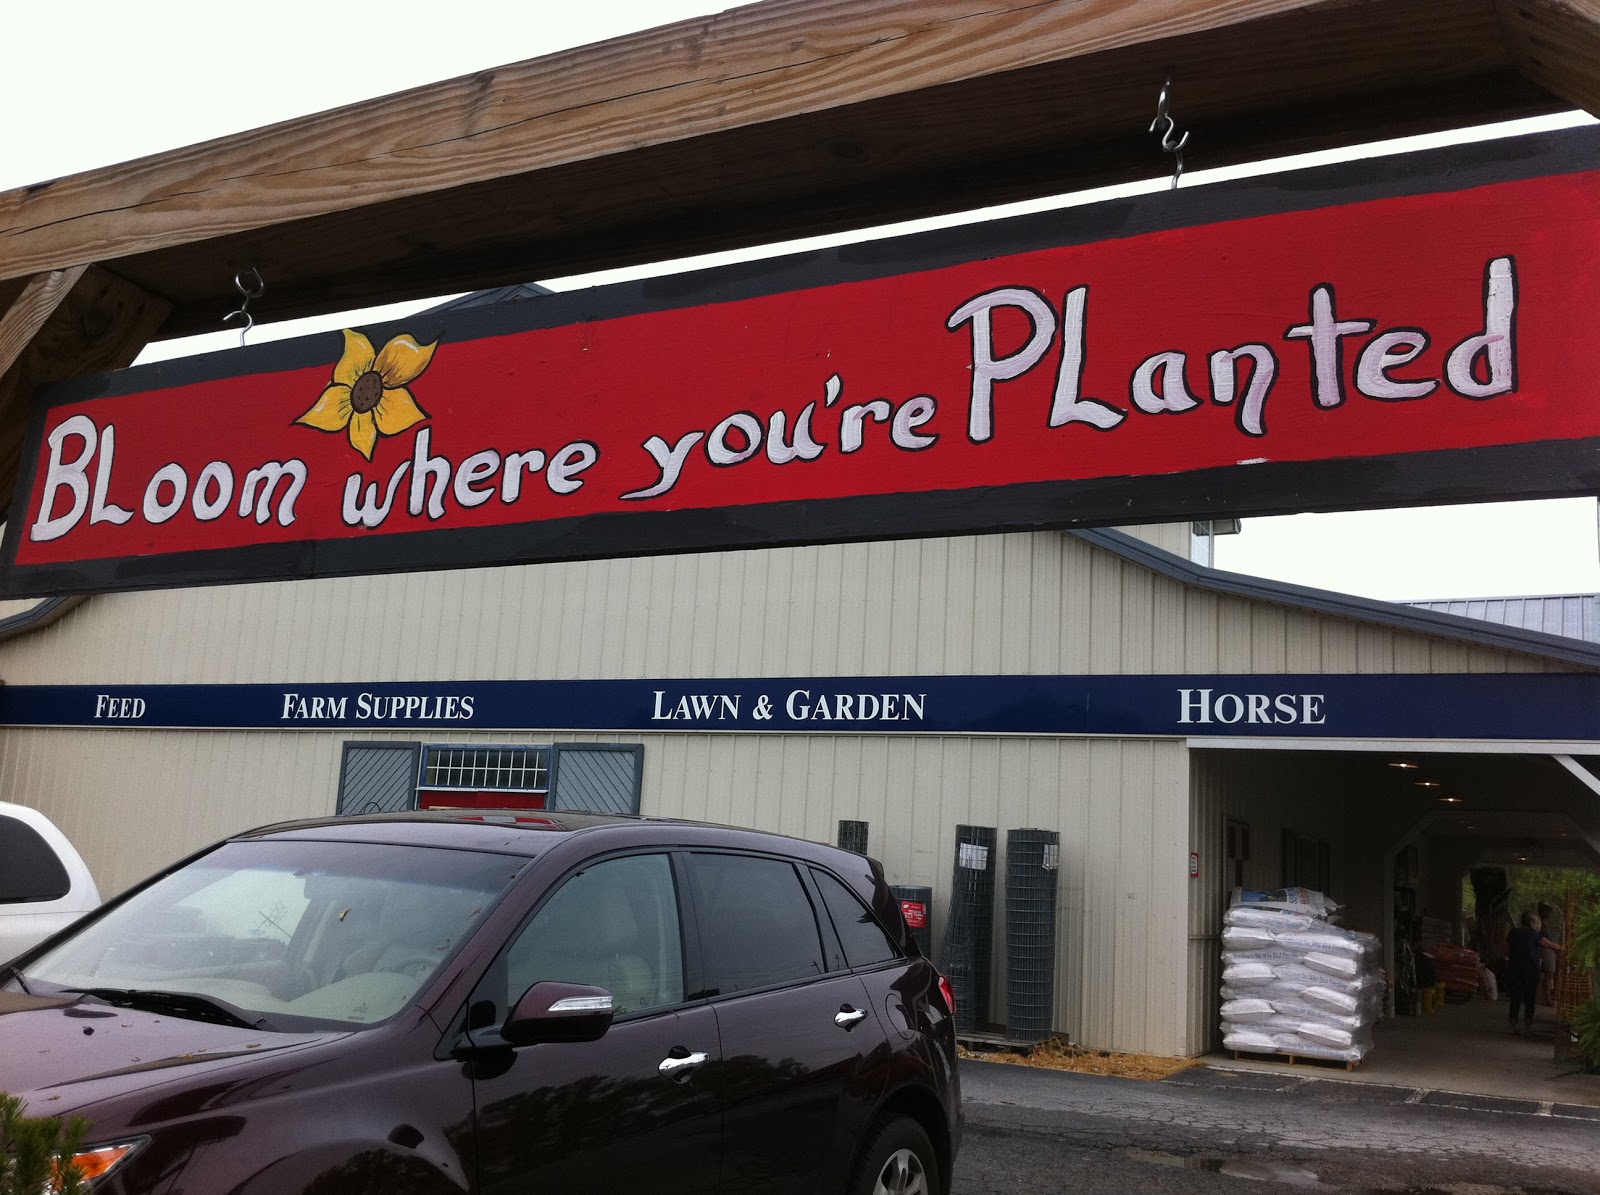 BLoom where you're PLanted
FEED FARM SUPPLIES LAWN & GARDEN HORSE